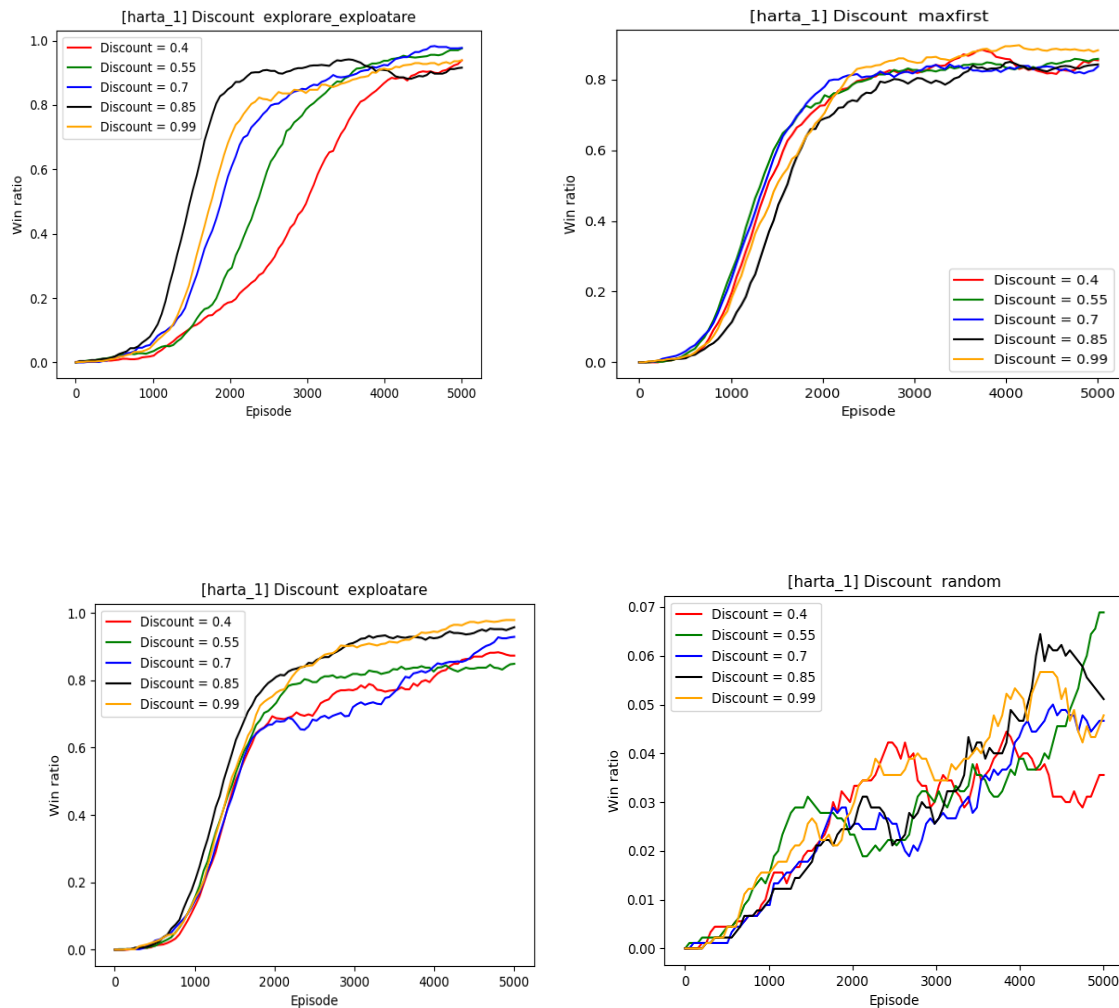 [harta_1] Discount  explorare_exploatare
1.0
0.8
0.6
0.4
0.2
0.0
Win ratio
Discount = 0.4
Discount = 0.55
Discount = 0.7
Discount = 0.85
Discount = 0.99
0 1000 2000 3000 4000 5000
Episode
[harta_1] Discount  maxfirst
0.8
0.6
0.4
0.2
0.0
Win ratio
Discount = 0.4
Discount = 0.55
Discount = 0.7
Discount = 0.85
Discount = 0.99
0 1000 2000 3000 4000 5000
Episode
[harta_1] Discount  exploatare
1.0
0.8
0.6
0.4
0.2
0.0
Win ratio
Discount = 0.4
Discount = 0.55
Discount = 0.7
Discount = 0.85
Discount = 0.99
0 1000 2000 3000 4000 5000
Episode
[harta_1] Discount  random
0.07
0.06
0.05
0.04
0.03
0.02
0.01
0.00
Win ratio
Discount = 0.4
Discount = 0.55
Discount = 0.7
Discount = 0.85
Discount = 0.99
0 1000 2000 3000 4000 5000
Episode